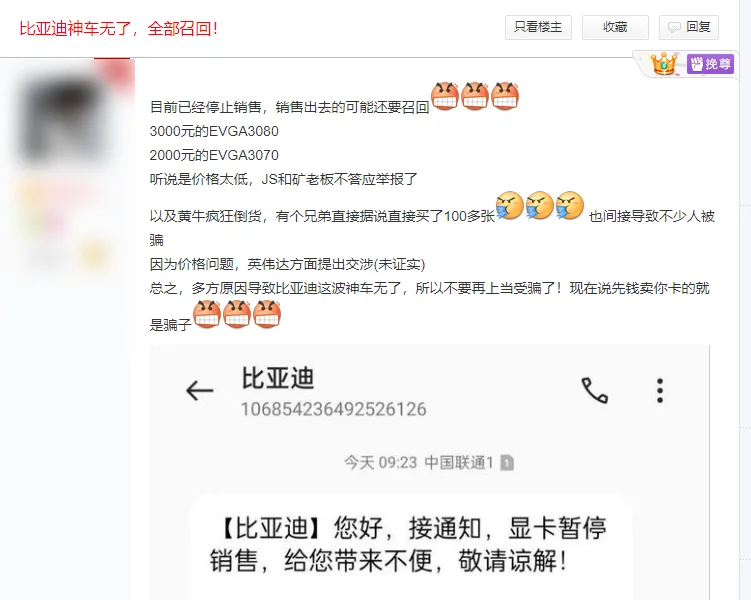 比亚迪神车无了，全部召回！
只看楼主
收藏
回复
挽尊
目前已经停止销售，销售出去的可能还要召回
3000元的EVGA3080
2000元的EVGA3070
听说是价格太低，JS和矿老板不答应举报了
以及黄牛疯狂倒货，有个兄弟直接据说直接买了100多张 也间接导致不少人被
骗
因为价格问题，英伟达方面提出交涉(未证实)
总之，多方原因导致比亚迪这波神车无了，所以不要再上当受骗了！现在说先钱卖你卡的就
是骗子
比亚迪
106854236492526126
今天 09:23 中国联通1 1
【比亚迪】您好，接通知，显卡暂停
销售，给您带来不便，敬请谅解！